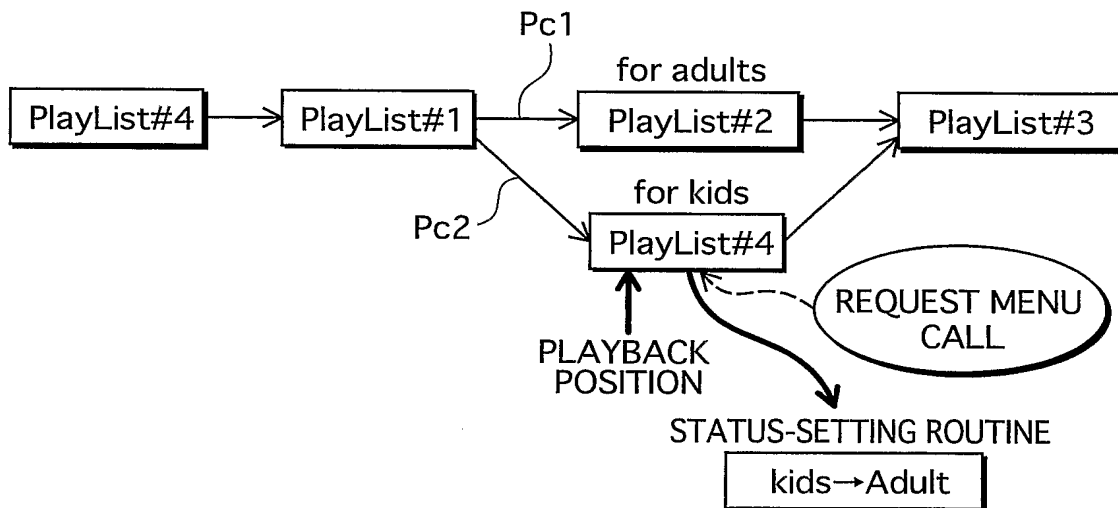 Pc1
for adults
PlayList#4
PlayList#1
PlayList#2
PlayList#3
for kids
Pc2
PlayList#4
REQUEST MENU
CALL
PLAYBACK
POSITION
STATUS-SETTING ROUTINE
kids→Adult